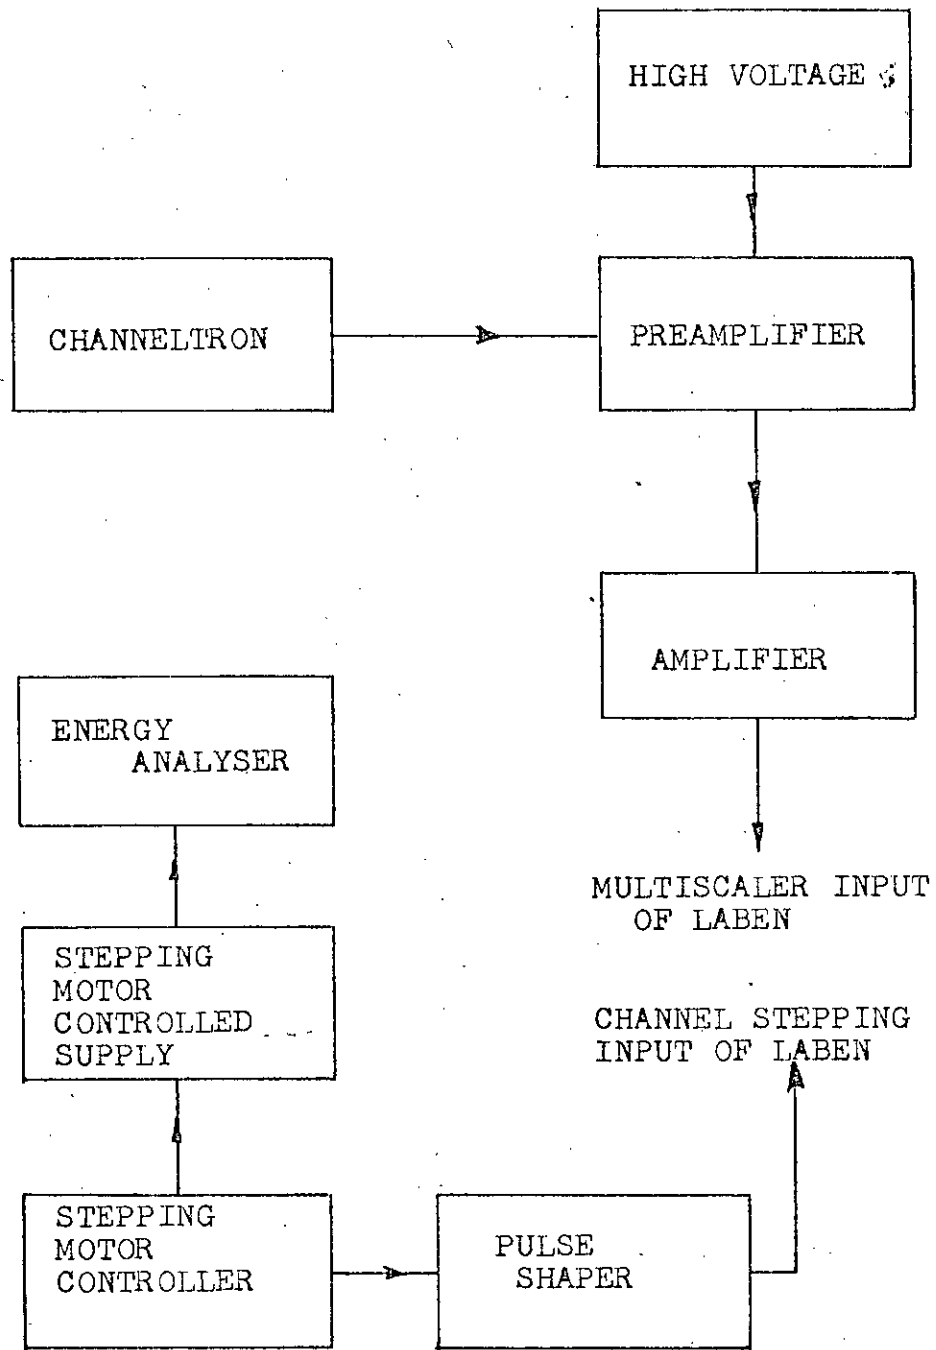 HIGH VOLTAGE
CHANNELTRON
PREAMPLIFIER
AMPLIFIER
ENERGY
ANALYSER
MULTISCALER INPUT
OF LABEN
STEPPING
MOTOR
CONTROLLED
SUPPLY
CHANNEL STEPPING
INPUT OF LABEN
STEPPING
MOTOR
CONTROLLER
PULSE
SHAPER